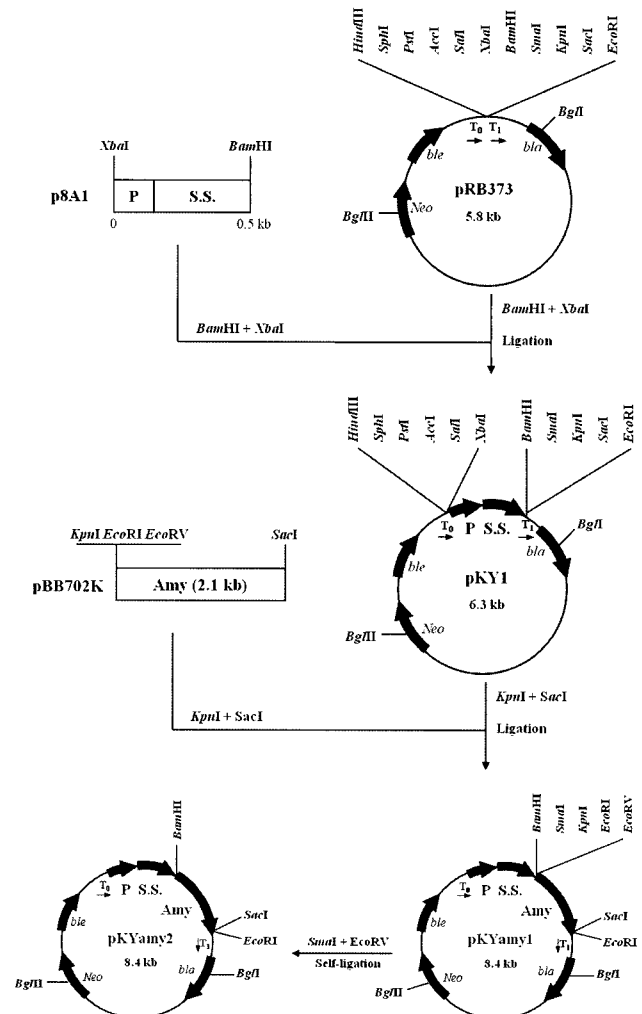 HindIII SphI PstI AccI SalI XbaI BamHI SmaI KpnI SacI EcoRI
XbaI BamHI
p8A1 P S.S.
0 0.5 kb
T0 T1
ble
bla
BglI
Neo
BglII
pRB373
5.8 kb
BamHI + XbaI
BamHI + XbaI
Ligation
HindIII SphI PstI AccI SalI XbaI BamHI SmaI KpnI SacI EcoRI
KpnI EcoRI EcoRV SacI
pBB702K Amy (2.1 kb)
T0 P S.S. T1
ble
bla
BglI
Neo
BglII
pKY1
6.3 kb
KpnI + SacI
KpnI + SacI
Ligation
BamHI
T0 P S.S.
Amy
ble
SacI
EcoRI
T1
bla
BglI
Neo
BglII
pKYamy2
8.4 kb
SmaI + EcoRV
Self-ligation
BamHI SmaI KpnI EcoRI EcoRV
T0 P S.S.
Amy
ble
SacI
EcoRI
T1
bla
BglI
Neo
BglII
pKYamy1
8.4 kb